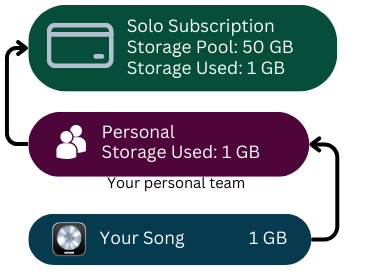 Solo Subscription
Storage Pool: 50 GB
Storage Used: 1 GB
Personal
Storage Used: 1 GB
Your personal team
Your Song 1 GB